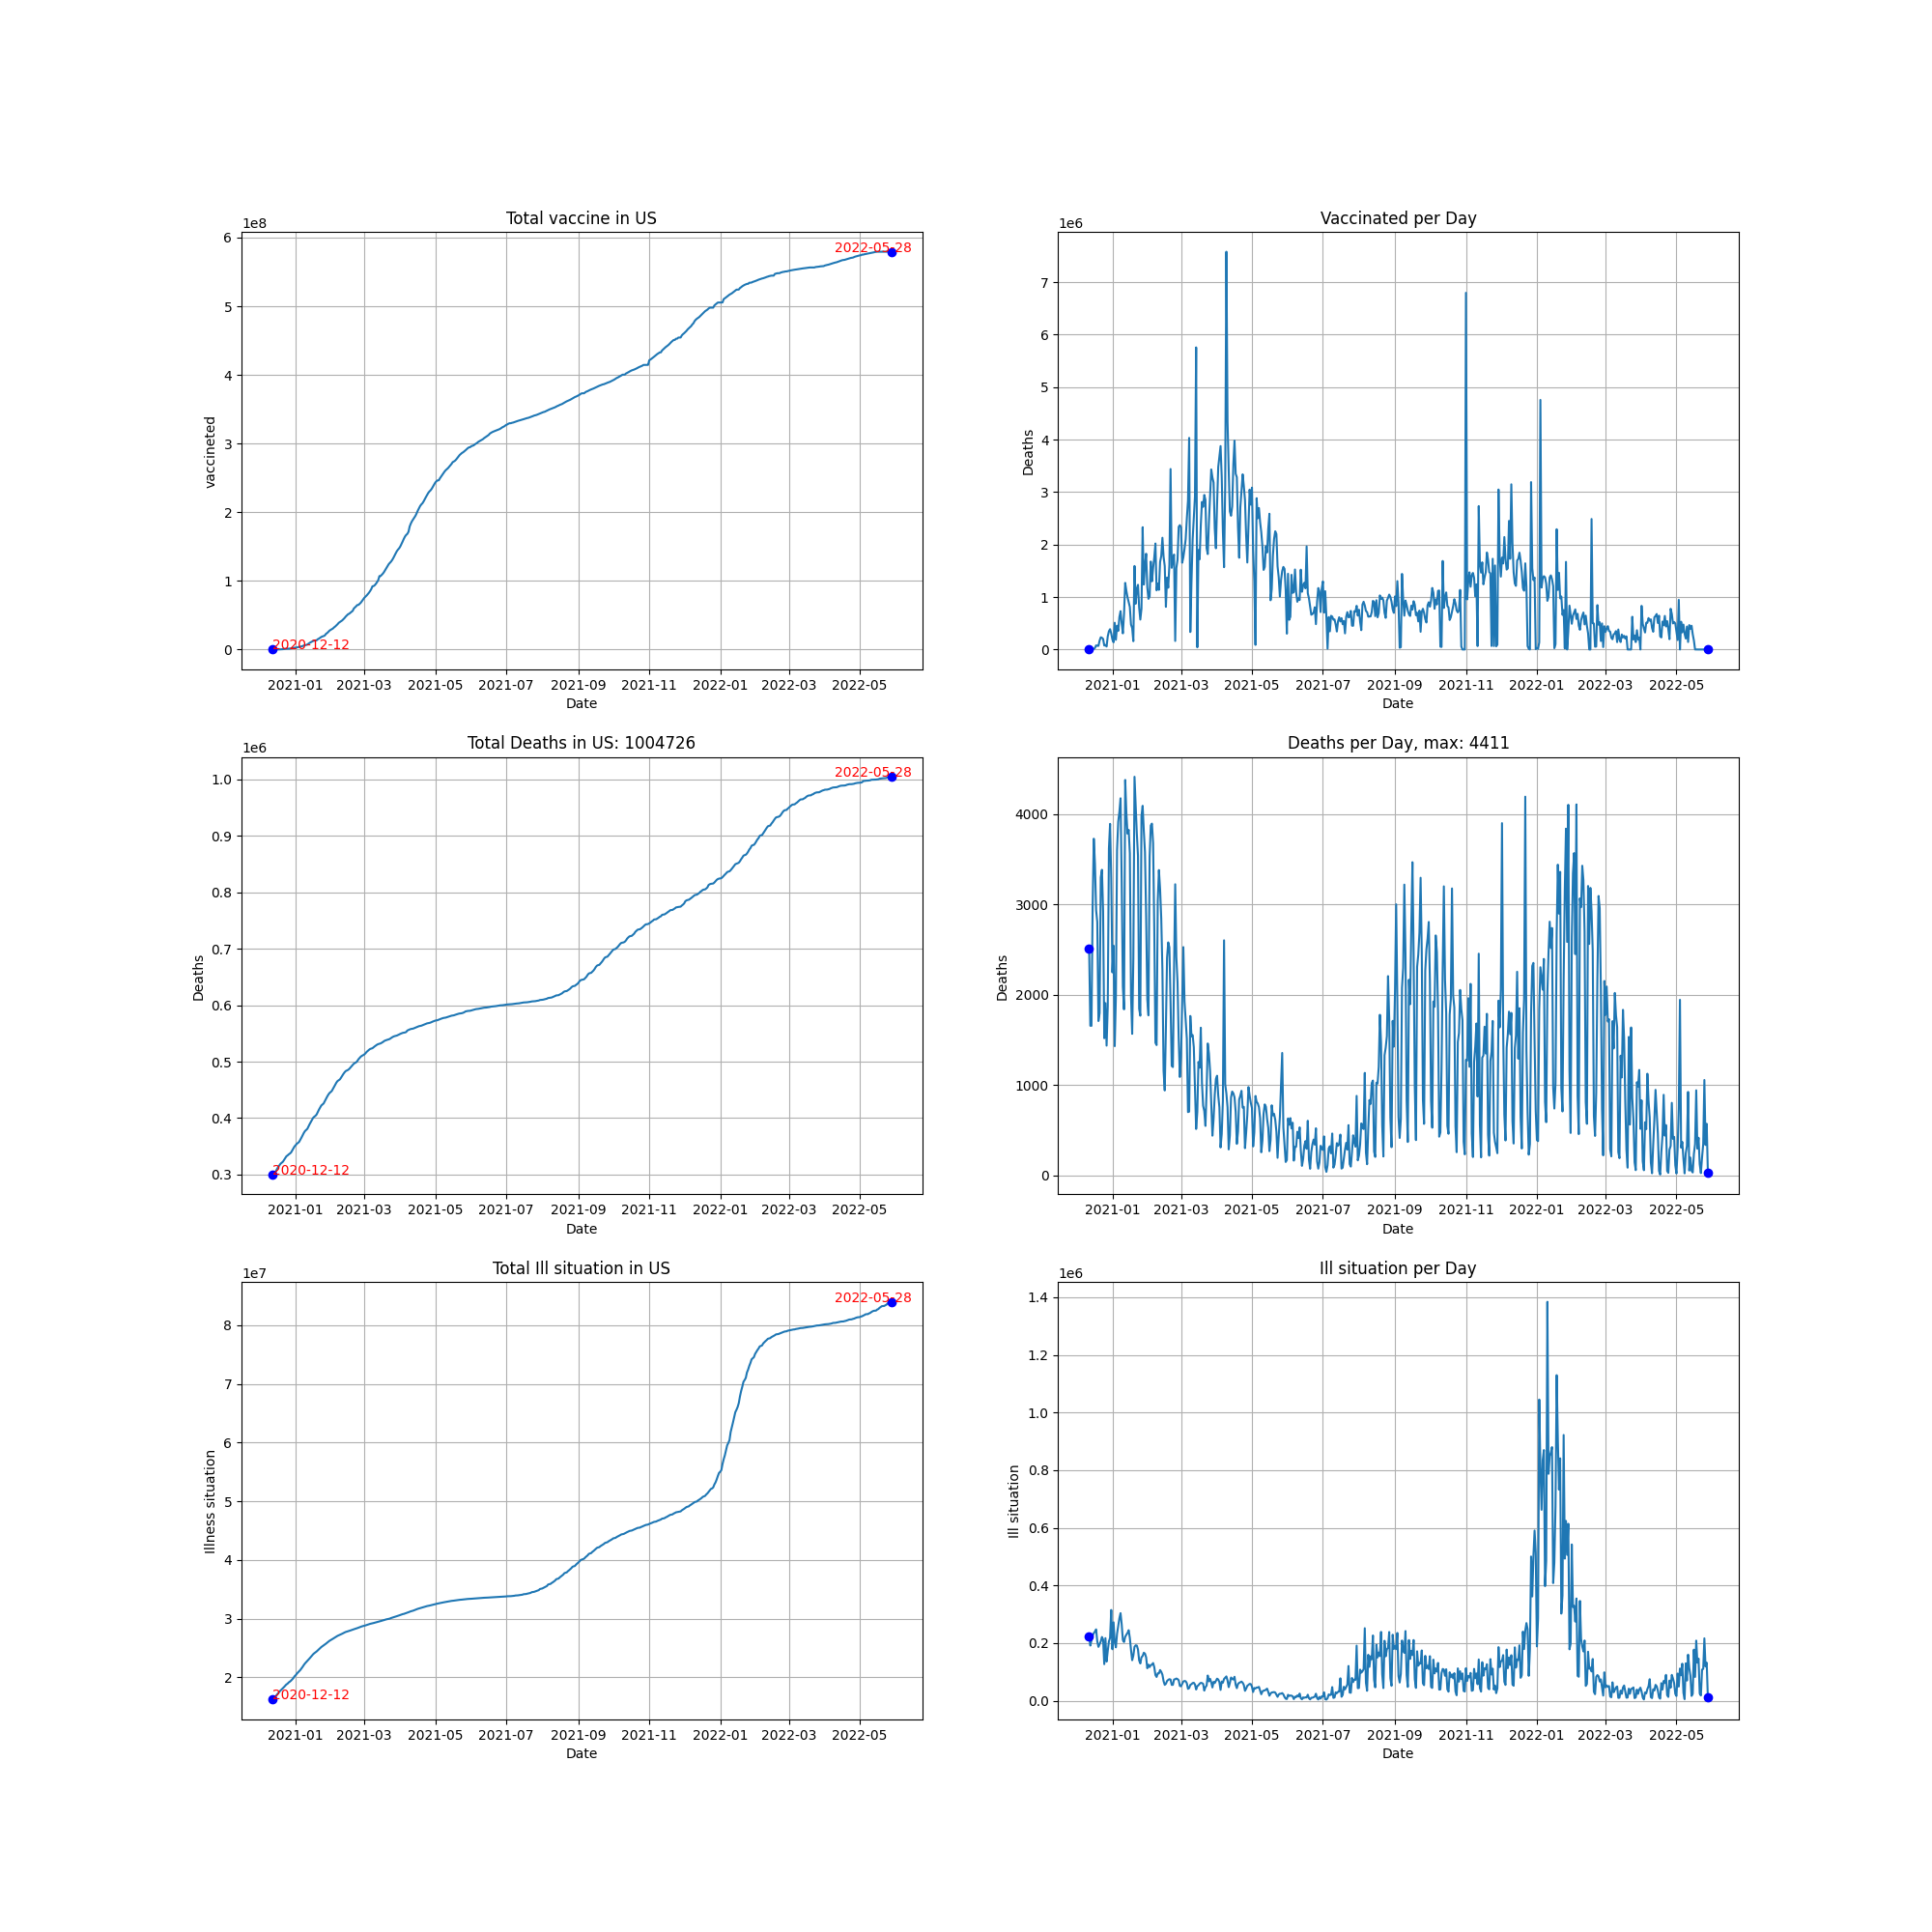 Total vaccine in US
1e8
6
5
4
3
2
1
0
vaccineted
2020-12-12
2022-05-28
2021-01 2021-03 2021-05 2021-07 2021-09 2021-11 2022-01 2022-03 2022-05
Date
Vaccinated per Day
1e6
7
6
5
4
3
2
1
0
Deaths
2021-01 2021-03 2021-05 2021-07 2021-09 2021-11 2022-01 2022-03 2022-05
Date
Total Deaths in US: 1004726
1e6
1.0
0.9
0.8
0.7
0.6
0.5
0.4
0.3
Deaths
2020-12-12
2022-05-28
2021-01 2021-03 2021-05 2021-07 2021-09 2021-11 2022-01 2022-03 2022-05
Date
Deaths per Day, max: 4411
4000
3000
2000
1000
0
Deaths
2021-01 2021-03 2021-05 2021-07 2021-09 2021-11 2022-01 2022-03 2022-05
Date
Total Ill situation in US
1e7
8
7
6
5
4
3
2
Illness situation
2020-12-12
2022-05-28
2021-01 2021-03 2021-05 2021-07 2021-09 2021-11 2022-01 2022-03 2022-05
Date
Ill situation per Day
1e6
1.4
1.2
1.0
0.8
0.6
0.4
0.2
0.0
Ill situation
2021-01 2021-03 2021-05 2021-07 2021-09 2021-11 2022-01 2022-03 2022-05
Date